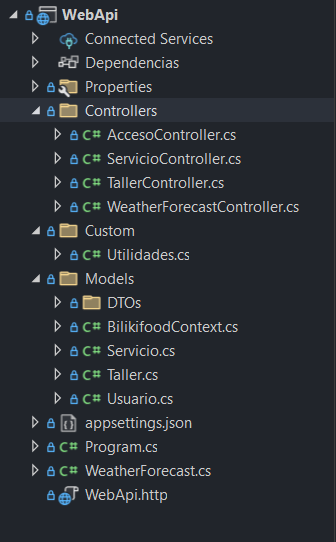 WebApi
Connected Services
Dependencias
Properties
Controllers
C# AccesoController.cs
C# ServicioController.cs
C# TallerController.cs
C# WeatherForecastController.cs
Custom
C# Utilidades.cs
Models
DTOs
C# BilikifoodContext.cs
C# Servicio.cs
C# Taller.cs
C# Usuario.cs
appsettings.json
C# Program.cs
C# WeatherForecast.cs
WebApi.http